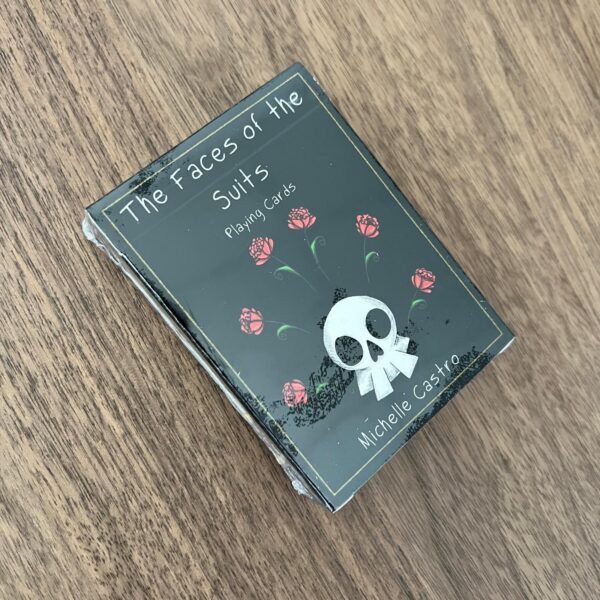 The Faces of the
Suits
Playing Cards
Michelle Castro